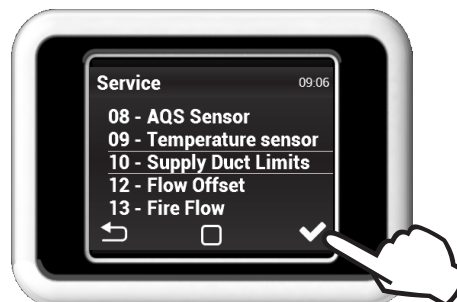 Service 09:06
08 - AQS Sensor
09 - Temperature sensor
10 - Supply Duct Limits
12 - Flow Offset
13 - Fire Flow